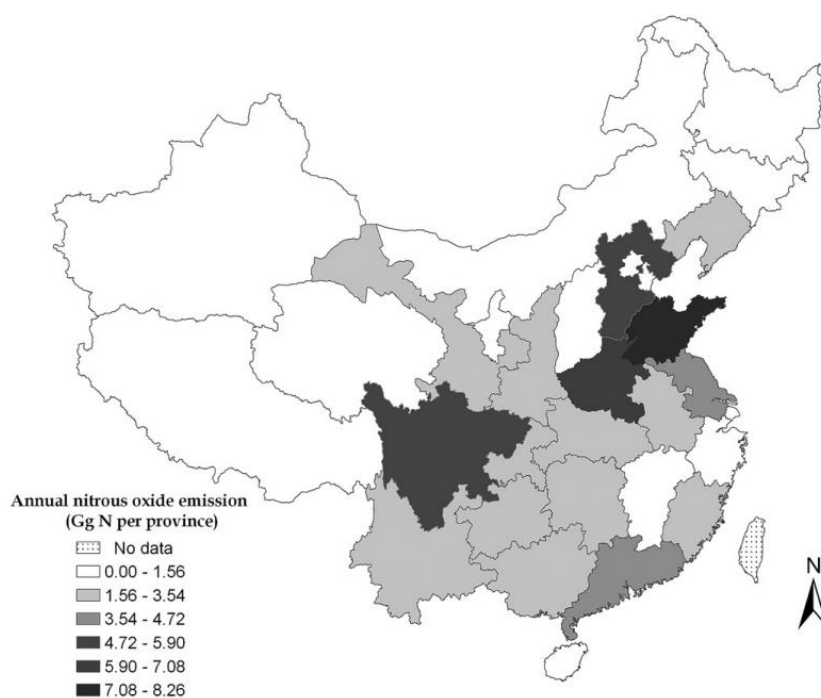 Annual nitrous oxide emission
(Gg N per province)
No data
0.00 - 1.56
1.56 - 3.54
3.54 - 4.72
4.72 - 5.90
5.90 - 7.08
7.08 - 8.26
N